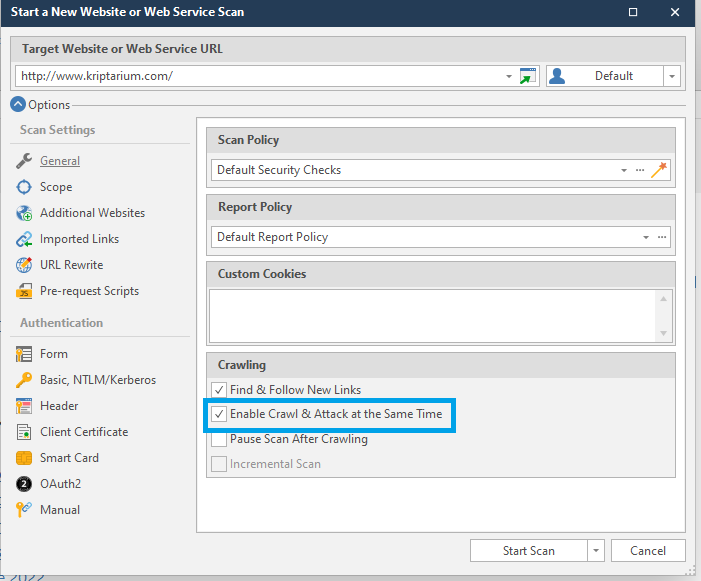 Start a New Website or Web Service Scan
Target Website or Web Service URL
http://www.kriptarium.com/
Default
Options
Scan Settings
General
Scope
Additional Websites
Imported Links
URL Rewrite
JS
Pre-request Scripts
Authentication
Form
Basic, NTLM/Kerberos
Header
Client Certificate
Smart Card
2
OAuth2
Manual
Scan Policy
Default Security Checks
Report Policy
Default Report Policy
Custom Cookies
Crawling
Find & Follow New Links
Enable Crawl & Attack at the Same Time
Pause Scan After Crawling
Incremental Scan
Start Scan
Cancel